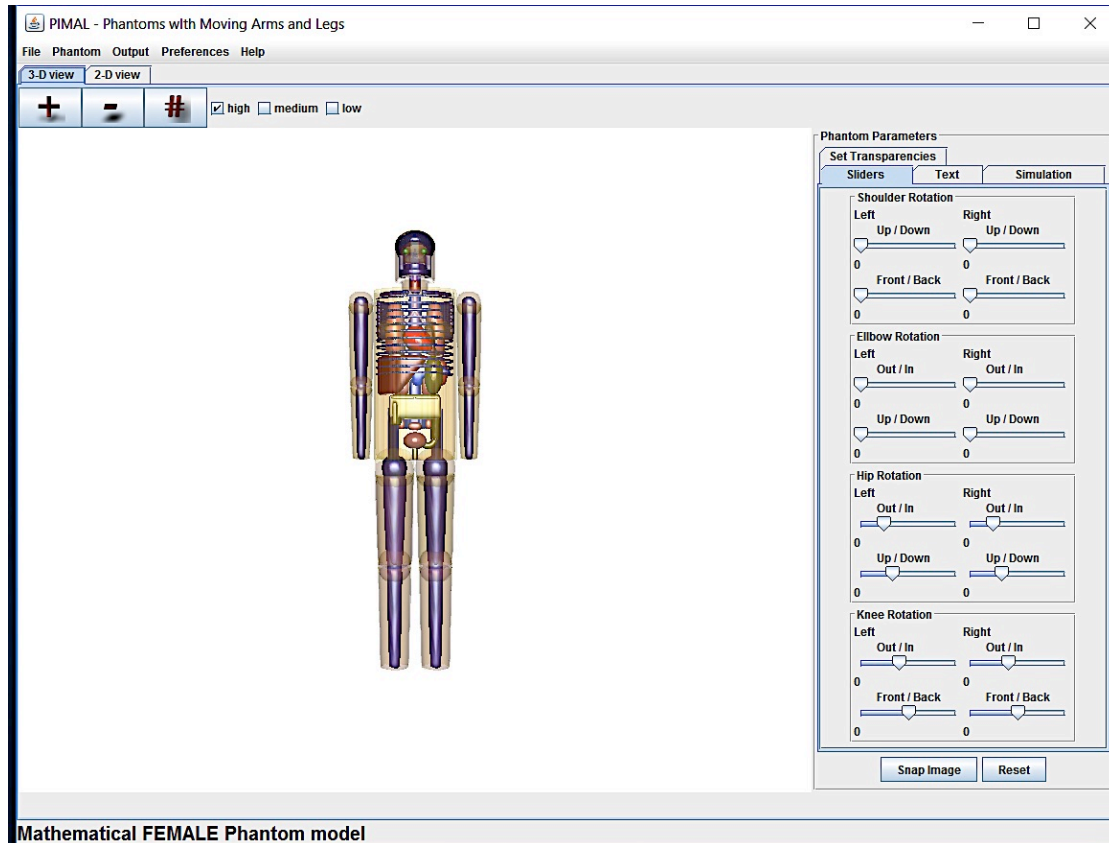 PIMAL - Phantoms wIth Moving Arms and Legs
File Phantom Output Preferences Help
3-D view 2-D view
+ - # high medium low
Phantom Parameters
Set Transparencies
Sliders Text Simulation
Shoulder Rotation
Left Right
Up / Down Up / Down
0 0
Front / Back Front / Back
0 0
Ellbow Rotation
Left Right
Out / In Out / In
0 0
Up / Down Up / Down
0 0
Hip Rotation
Left Right
Out / In Out / In
0 0
Up / Down Up / Down
0 0
Knee Rotation
Left Right
Out / In Out / In
0 0
Front / Back Front / Back
0 0
Snap Image Reset
Mathematical FEMALE Phantom model